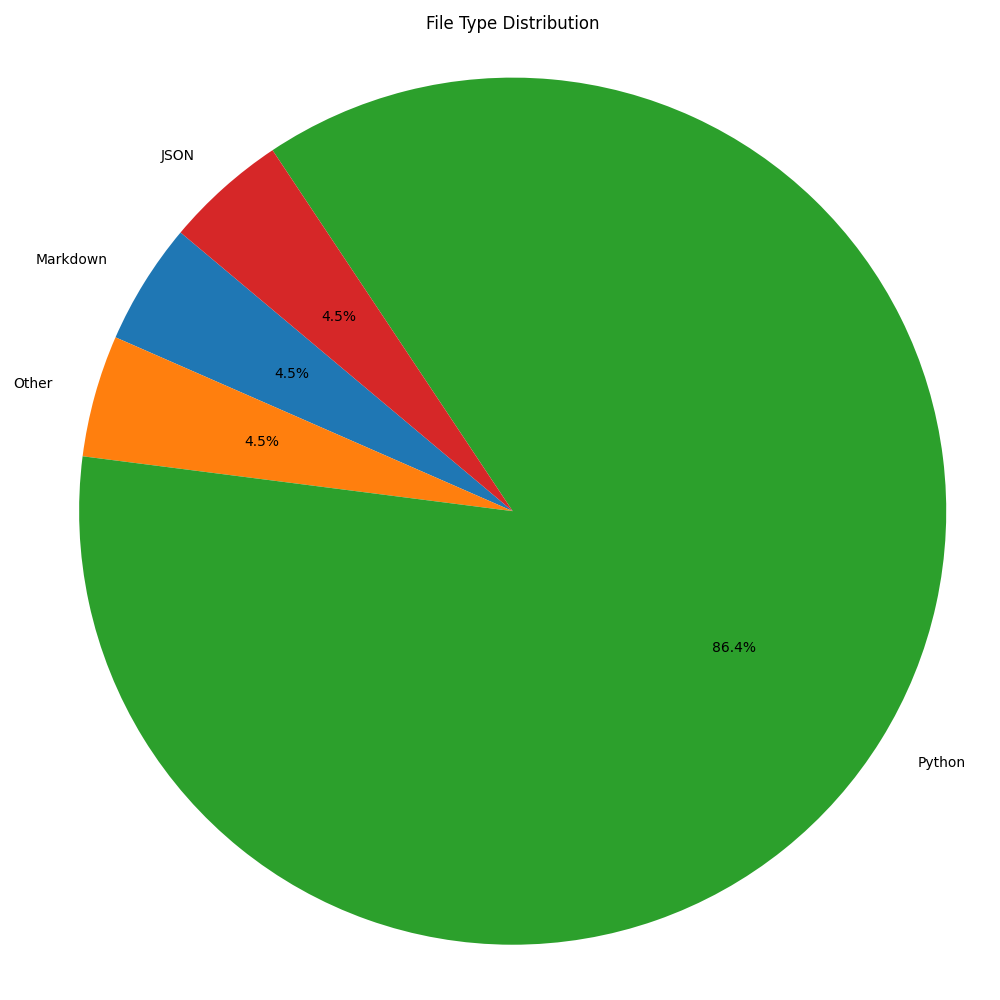 File Type Distribution
JSON
Markdown
Other
4.5%
4.5%
4.5%
86.4%
Python